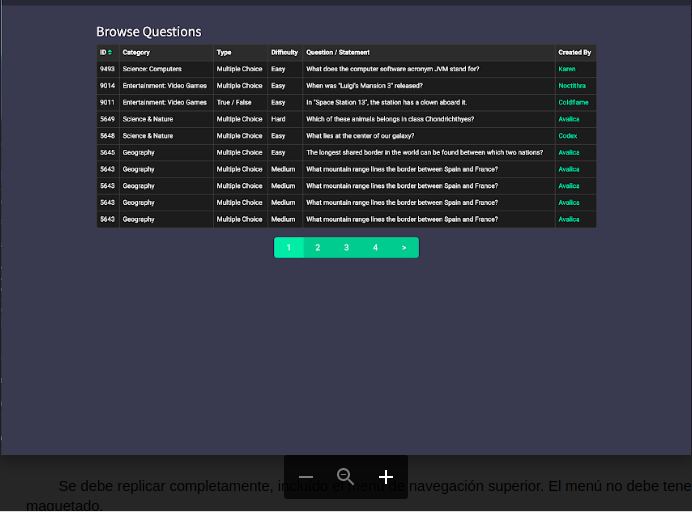 Browse Questions
ID Category Type Difficulty Question / Statement Created By
9493 Science: Computers Multiple Choice Easy What does the computer software acronym JVM stand for? Karen
9014 Entertainment: Video Games Multiple Choice Easy When was "Luigi's Mansion 3" released? Noctithra
9011 Entertainment: Video Games True / False Easy In "Space Station 13", the station has a clown aboard it. Coldflame
5649 Science & Nature Multiple Choice Hard Which of these animals belongs in class Chondrichthyes? Avalica
5648 Science & Nature Multiple Choice Easy What lies at the center of our galaxy? Codex
5645 Geography Multiple Choice Easy The longest shared border in the world can be found between which two nations? Avalica
5643 Geography Multiple Choice Medium What mountain range lines the border between Spain and France? Avalica
5643 Geography Multiple Choice Medium What mountain range lines the border between Spain and France? Avalica
5643 Geography Multiple Choice Medium What mountain range lines the border between Spain and France? Avalica
5643 Geography Multiple Choice Medium What mountain range lines the border between Spain and France? Avalica
1 2 3 4 >
Se debe replicar completamente, navegación superior. El menú no debe tene
maquetado.